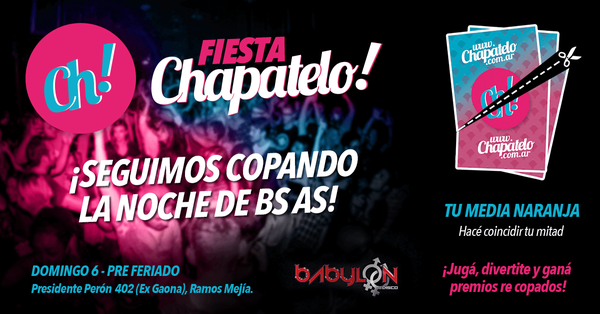 Ch!
FIESTA
Chapatelo!
¡SEGUIMOS COPANDO
LA NOCHE DE BS AS!
DOMINGO 6 - PRE FERIADO
Presidente Perón 402 (Ex Gaona), Ramos Mejía.
BABYLON
DISCO
www.
Chapatelo
.com.ar
Ch!
www.
Chapatelo
.com.ar
TU MEDIA NARANJA
Hacé coincidir tu mitad
¡Jugá, divertite y ganá
premios re copados!